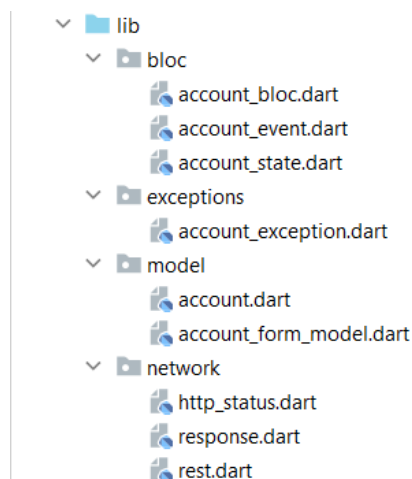 lib
bloc
account_bloc.dart
account_event.dart
account_state.dart
exceptions
account_exception.dart
model
account.dart
account_form_model.dart
network
http_status.dart
response.dart
rest.dart